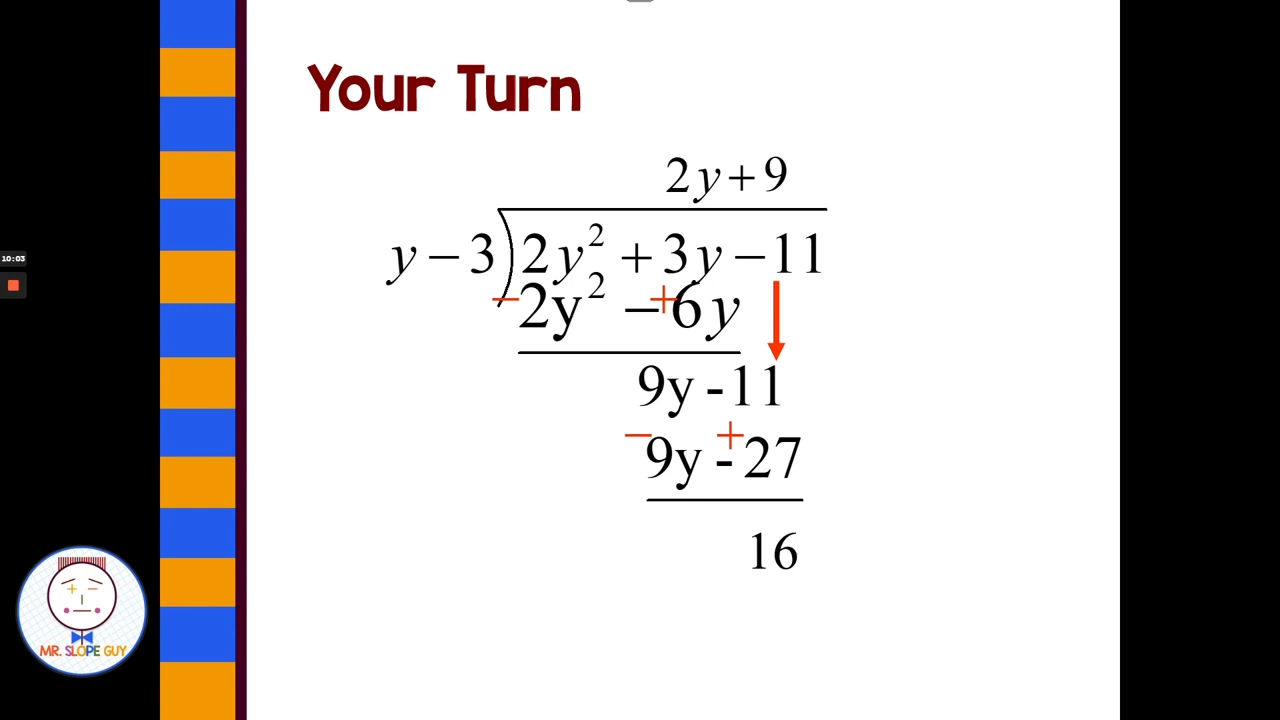 Your Turn
2y + 9
y − 3) 2y² + 3y − 11
− 2y² − + 6y
9y - 11
− + 
9y - 27
16
10:03
MR. SLOPE GUY